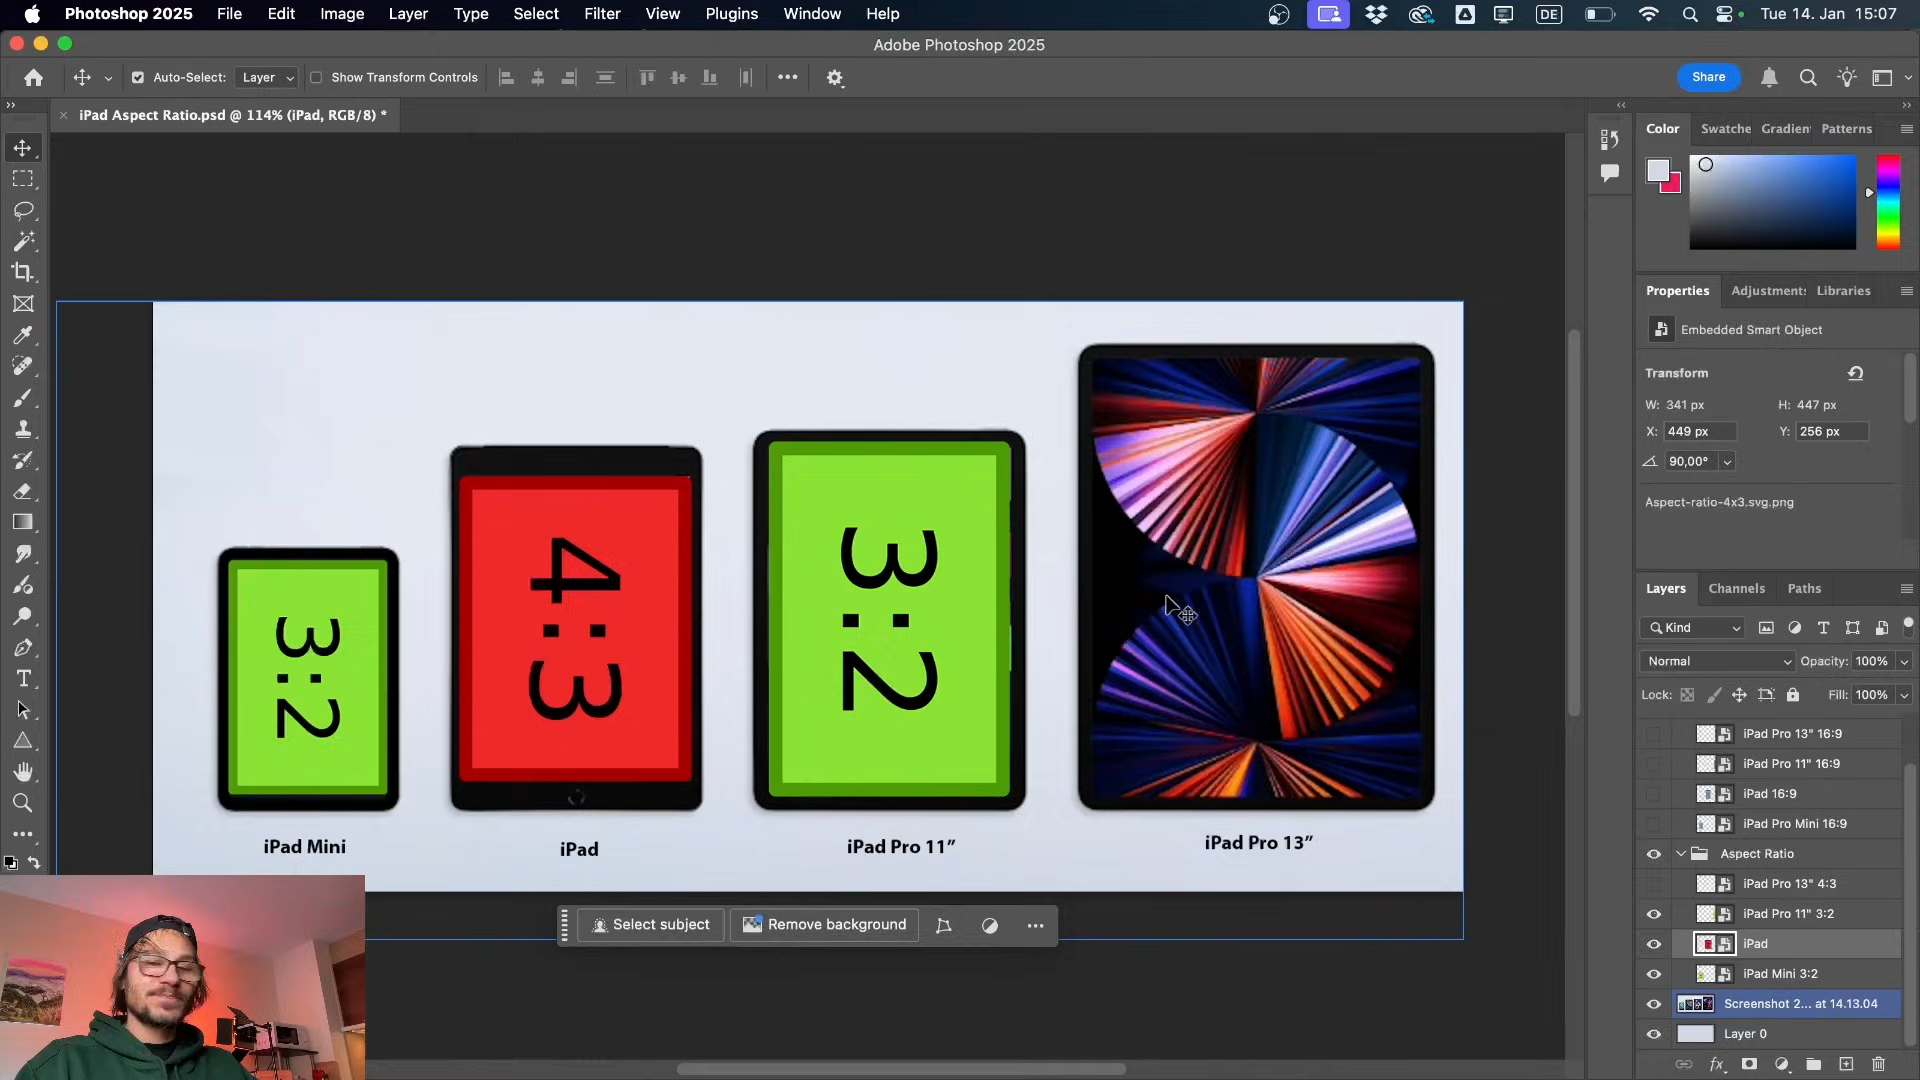 Photoshop 2025 File Edit Image Layer Type Select Filter View Plugins Window Help DE Tue 14. Jan 15:07
Adobe Photoshop 2025
Auto-Select: Layer Show Transform Controls Share
iPad Aspect Ratio.psd @ 114% (iPad, RGB/8) *
Color Swatche Gradien Patterns
Properties Adjustments Libraries
Embedded Smart Object
Transform
W: 341 px H: 447 px
X: 449 px Y: 256 px
90,00°
Aspect-ratio-4x3.svg.png
3:2
4:3
3:2
iPad Mini
iPad
iPad Pro 11”
iPad Pro 13”
Select subject Remove background
Layers Channels Paths
Kind
Normal Opacity: 100%
Lock: Fill: 100%
iPad Pro 13" 16:9
iPad Pro 11" 16:9
iPad 16:9
iPad Pro Mini 16:9
Aspect Ratio
iPad Pro 13" 4:3
iPad Pro 11" 3:2
iPad
iPad Mini 3:2
Screenshot 2... at 14.13.04
Layer 0
fx